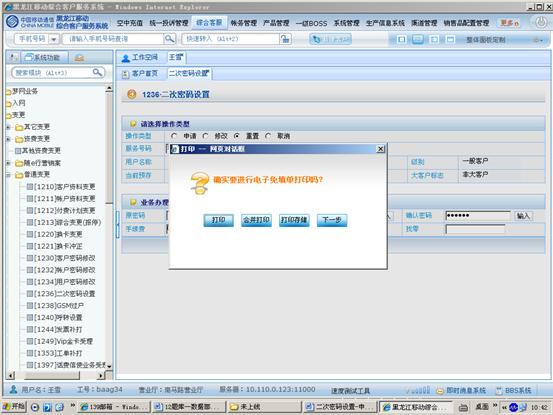 黑龙江移动综合客户服务系统 - Windows Internet Explorer
中国移动通信
CHINA MOBILE
黑龙江移动
综合客户服务系统
空中充值 统一投诉管理 综合客服 帐务管理 产品管理 一级BOSS 系统管理 生产信息系统 渠道管理 销售品配置管理 更多
手机号码 请输入手机号码查询 快速转入 (Alt+2) 整体面板定制
系统功能
搜索模块 (Alt+3)
梦网业务
入网
变更
其它变更
资费变更
其他资费变更
随e行营销案
普通变更
[1210]客户资料变更
[1211]帐户资料变更
[1212]付费计划变更
[1213]综合变更(拆停)
[1220]换卡变更
[1221]换卡冲正
[1230]客户密码修改
[1232]帐户密码修改
[1234]用户密码修改
[1236]二次密码设置
[1238]GSM过户
[1240]呼转设置
[1244]发票补打
[1249]Vip金卡受理
[1353]工单打补
[1397]话费信使业务受
工作空间 王雪
客户首页 二次密码设置
1236-二次密码设置
请选择操作类型
操作类型 申请 修改 重置 取消
服务号码
用户名称 级别 一般客户
当前预存 大客户标志 非大客户
业务办理
原密码 确认密码 ●●●●●● 输入
手续费 找零
打印 -- 网页对话框
确实要进行电子免填单打印吗?
打印 合并打印 打印存储 下一步
用户名：王雪 工号：baag34 营业厅：南马路营业厅 服务器：10.110.0.123:11000 速度测试工具 即时消息系统 BBS系统
开始 139邮箱 - Windo... 12题库—数据部... 未上线 二次密码设置-申... 黑龙江移动综合... 桌面 10:42